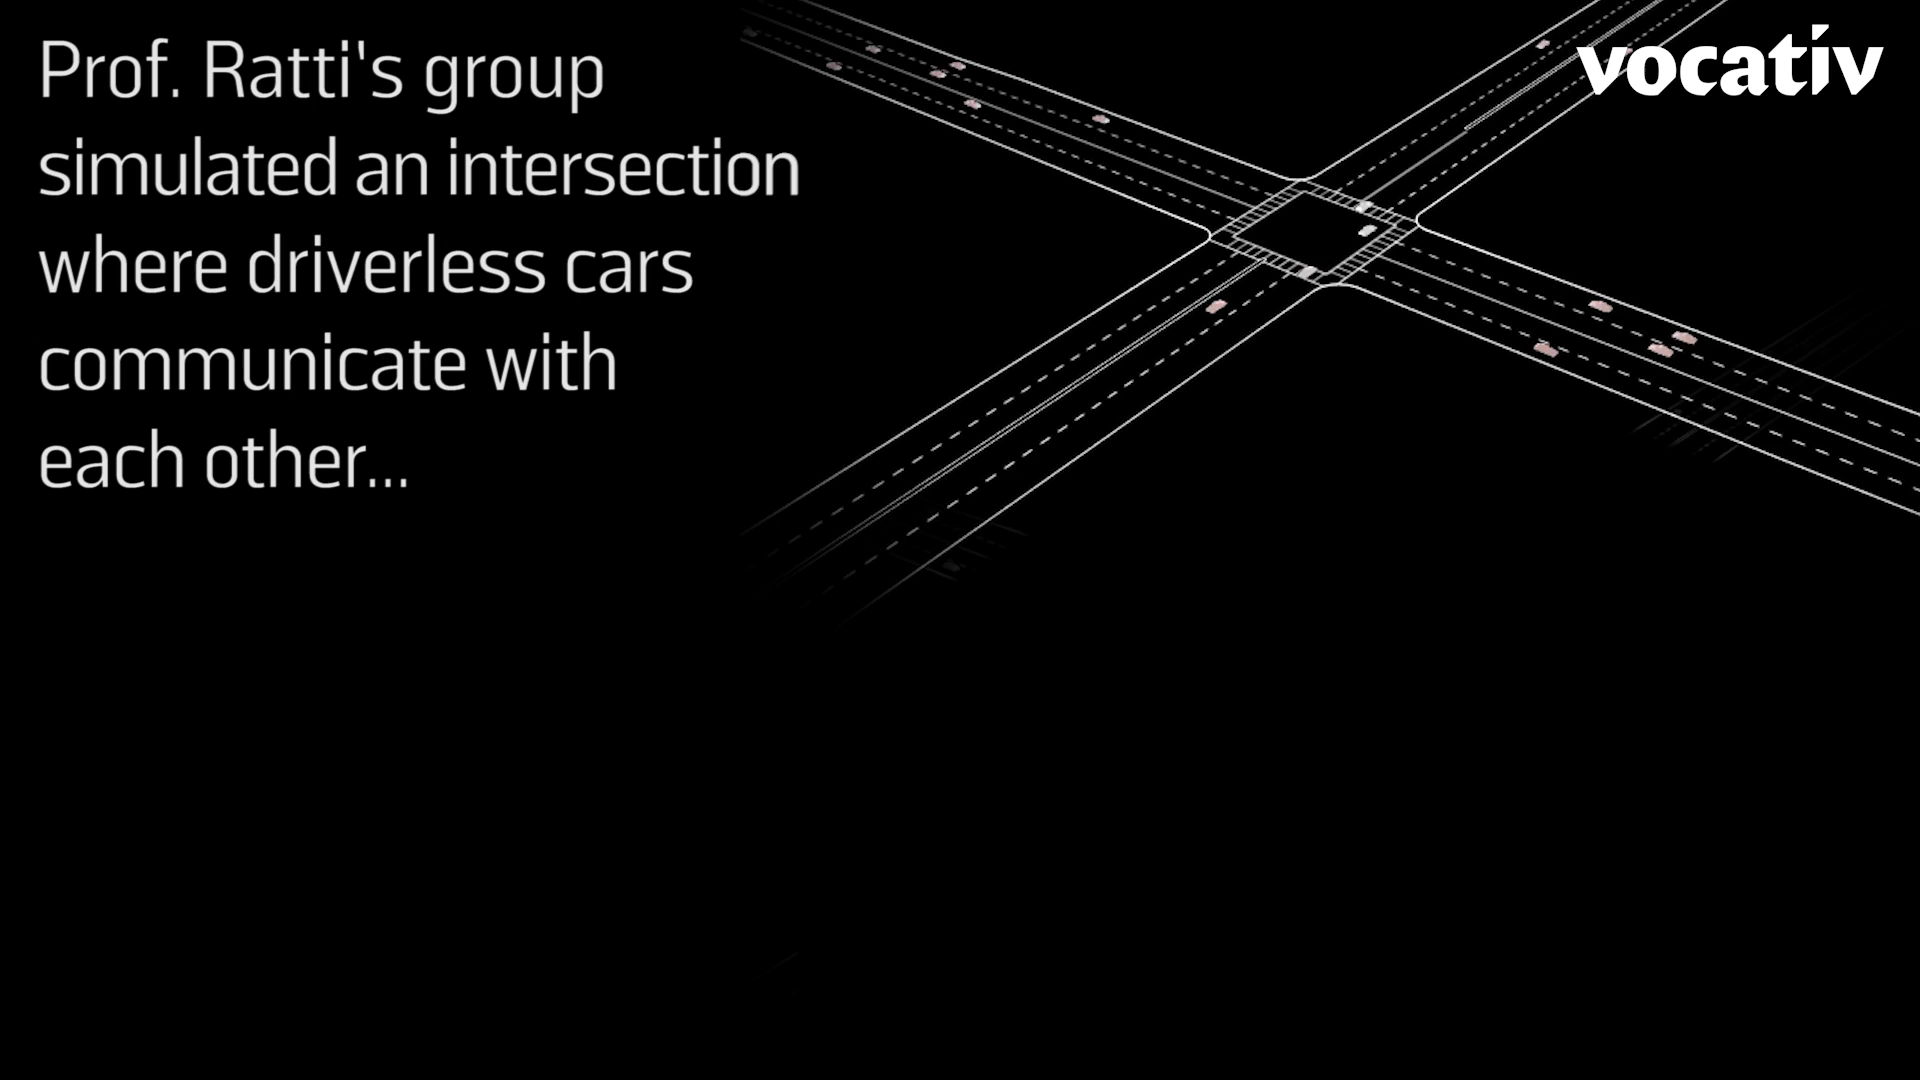 Prof. Ratti's group
simulated an intersection
where driverless cars
communicate with
each other...
vocativ